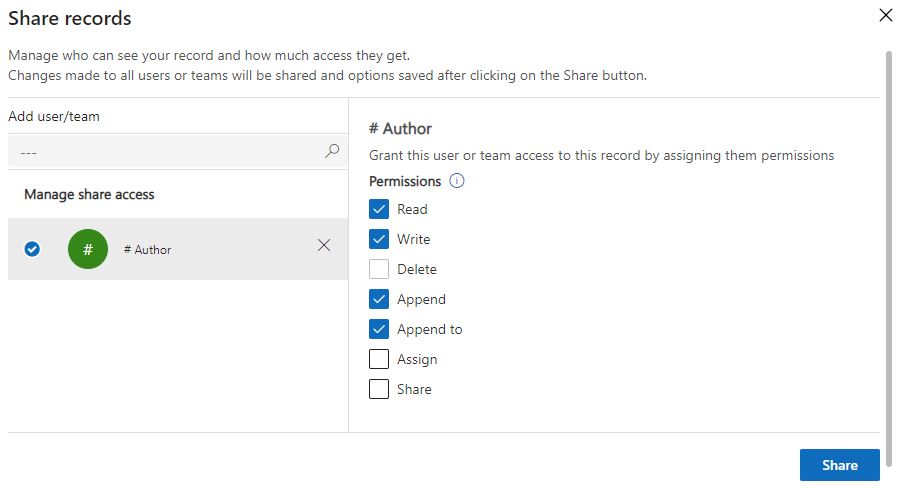 Share records
Manage who can see your record and how much access they get.
Changes made to all users or teams will be shared and options saved after clicking on the Share button.
Add user/team
---
Manage share access
#
# Author
# Author
Grant this user or team access to this record by assigning them permissions
Permissions
Read
Write
Delete
Append
Append to
Assign
Share
Share